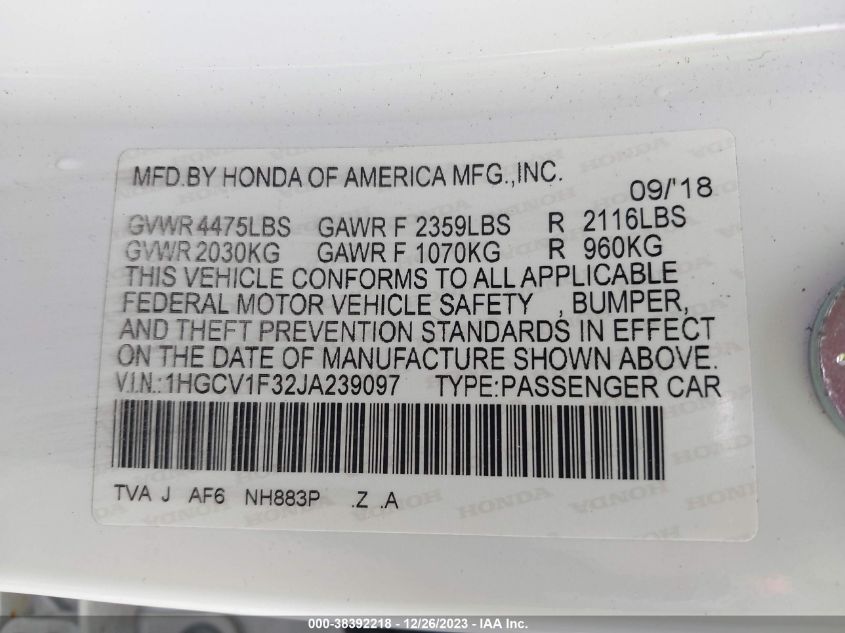 MFD.BY HONDA OF AMERICA MFG.,INC.
09/'18
GVWR 4475LBS GAWR F 2359LBS R 2116LBS
GVWR 2030KG GAWR F 1070KG R 960KG
THIS VEHICLE CONFORMS TO ALL APPLICABLE
FEDERAL MOTOR VEHICLE SAFETY , BUMPER,
AND THEFT PREVENTION STANDARDS IN EFFECT
ON THE DATE OF MANUFACTURE SHOWN ABOVE.
V.I.N.:1HGCV1F32JA239097 TYPE:PASSENGER CAR
TVA J AF6 NH883P .Z .A
000-38392218 - 12/26/2023 - IAA Inc.